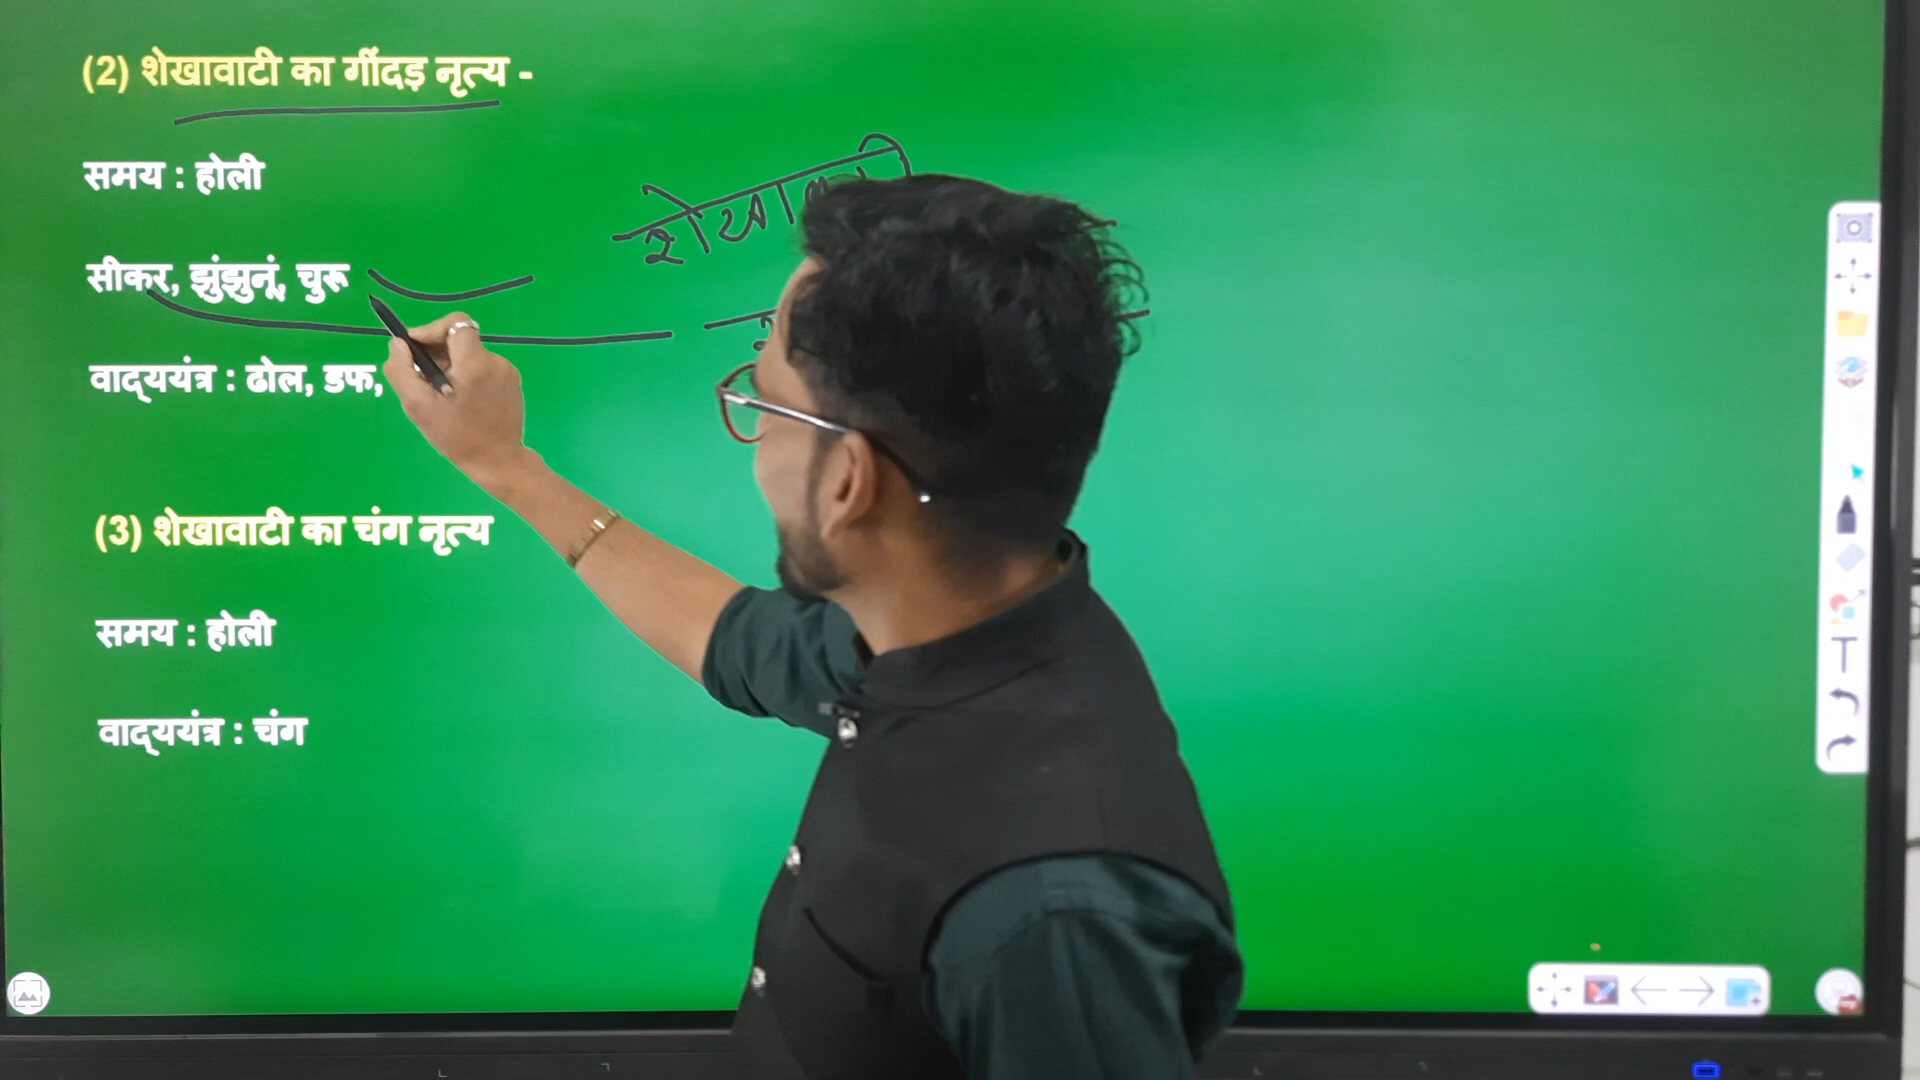 (2) शेखावाटी का गींदड़ नृत्य -
समय : होली
सीकर, झुंझुनूं, चुरू
वाद्ययंत्र : ढोल, डफ,
(3) शेखावाटी का चंग नृत्य
समय : होली
वाद्ययंत्र : चंग